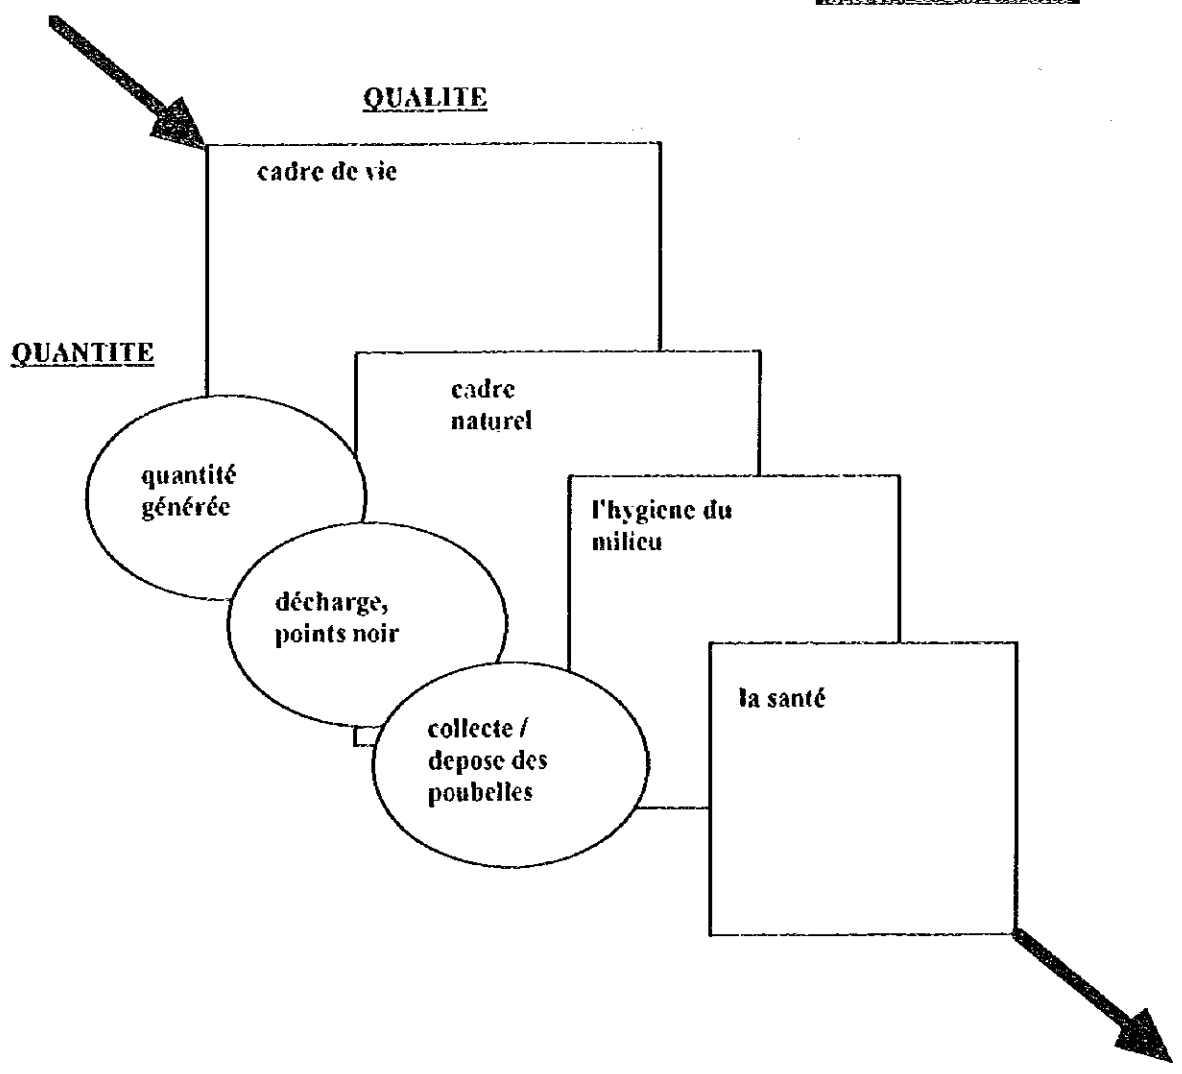 QUALITE
cadre de vie
QUANTITE
cadre
naturel
quantité
générée
l'hygiene du
milieu
décharge,
points noir
la santé
collecte /
depose des
poubelles